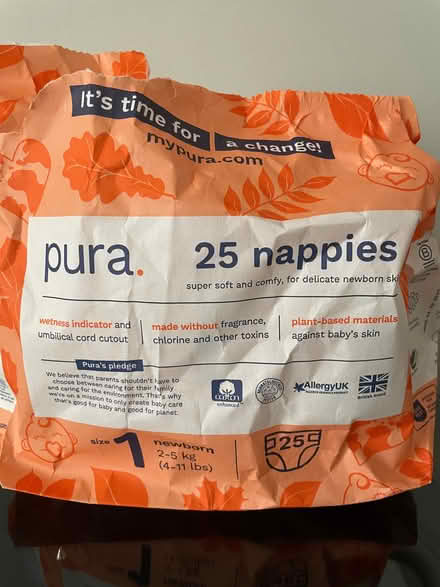 It's time for
a change!
mypura.com
pura.
25 nappies
super soft and comfy, for delicate newborn
wetness indicator and
umbilical cord cutout
made without fragrance,
chlorine and other toxins
plant-based materials
against baby's skin
Pura's pledge
We believe that parents shouldn't have to
choose between caring for their family
and caring for the environment. That's why
we're on a mission to only create baby care
that's good for baby and good for planet.
cotton
enhanced
AllergyUK
British Brand
size 1 newborn
2-5 kg
(4-11 lbs)
25